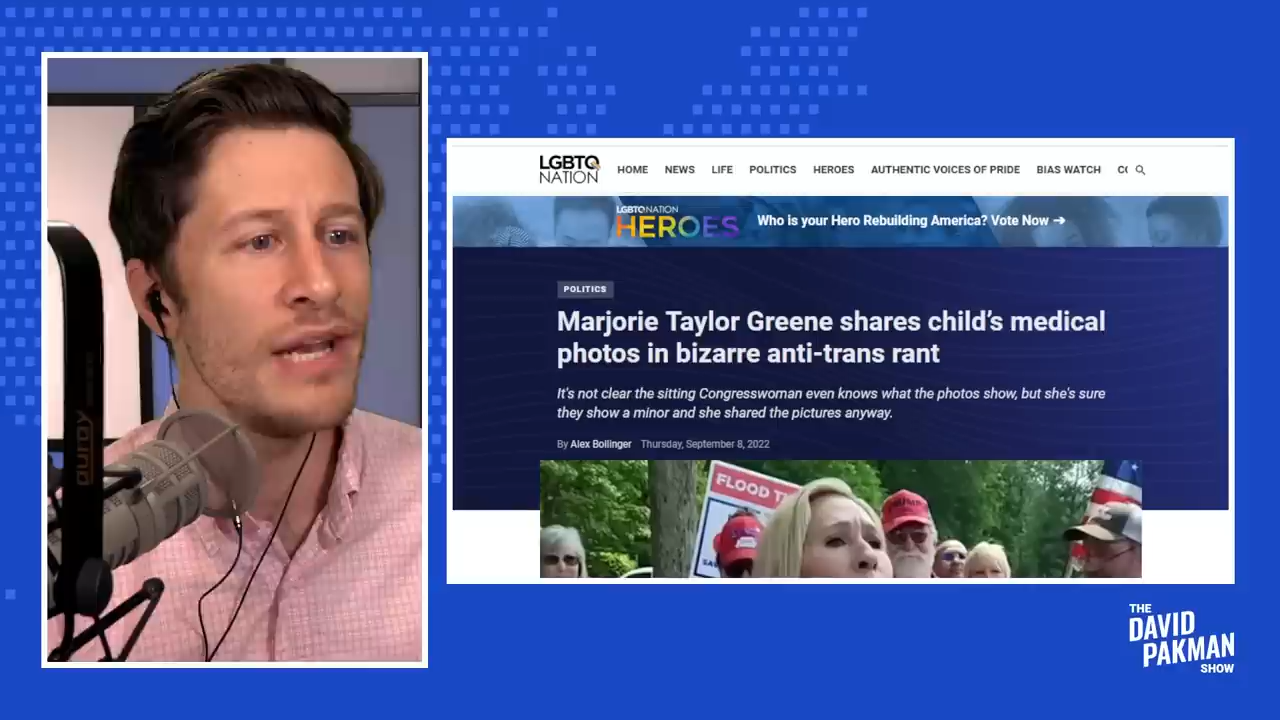 LGBTQ
NATION
HOME NEWS LIFE POLITICS HEROES AUTHENTIC VOICES OF PRIDE BIAS WATCH
LGBTQNATION
HEROES
Who is your Hero Rebuilding America? Vote Now →
POLITICS
Marjorie Taylor Greene shares child’s medical
photos in bizarre anti-trans rant
It's not clear the sitting Congresswoman even knows what the photos show, but she's sure
they show a minor and she shared the pictures anyway.
By Alex Bollinger Thursday, September 8, 2022
FLOOD
auray
THE
DAVID
PAKMAN
SHOW